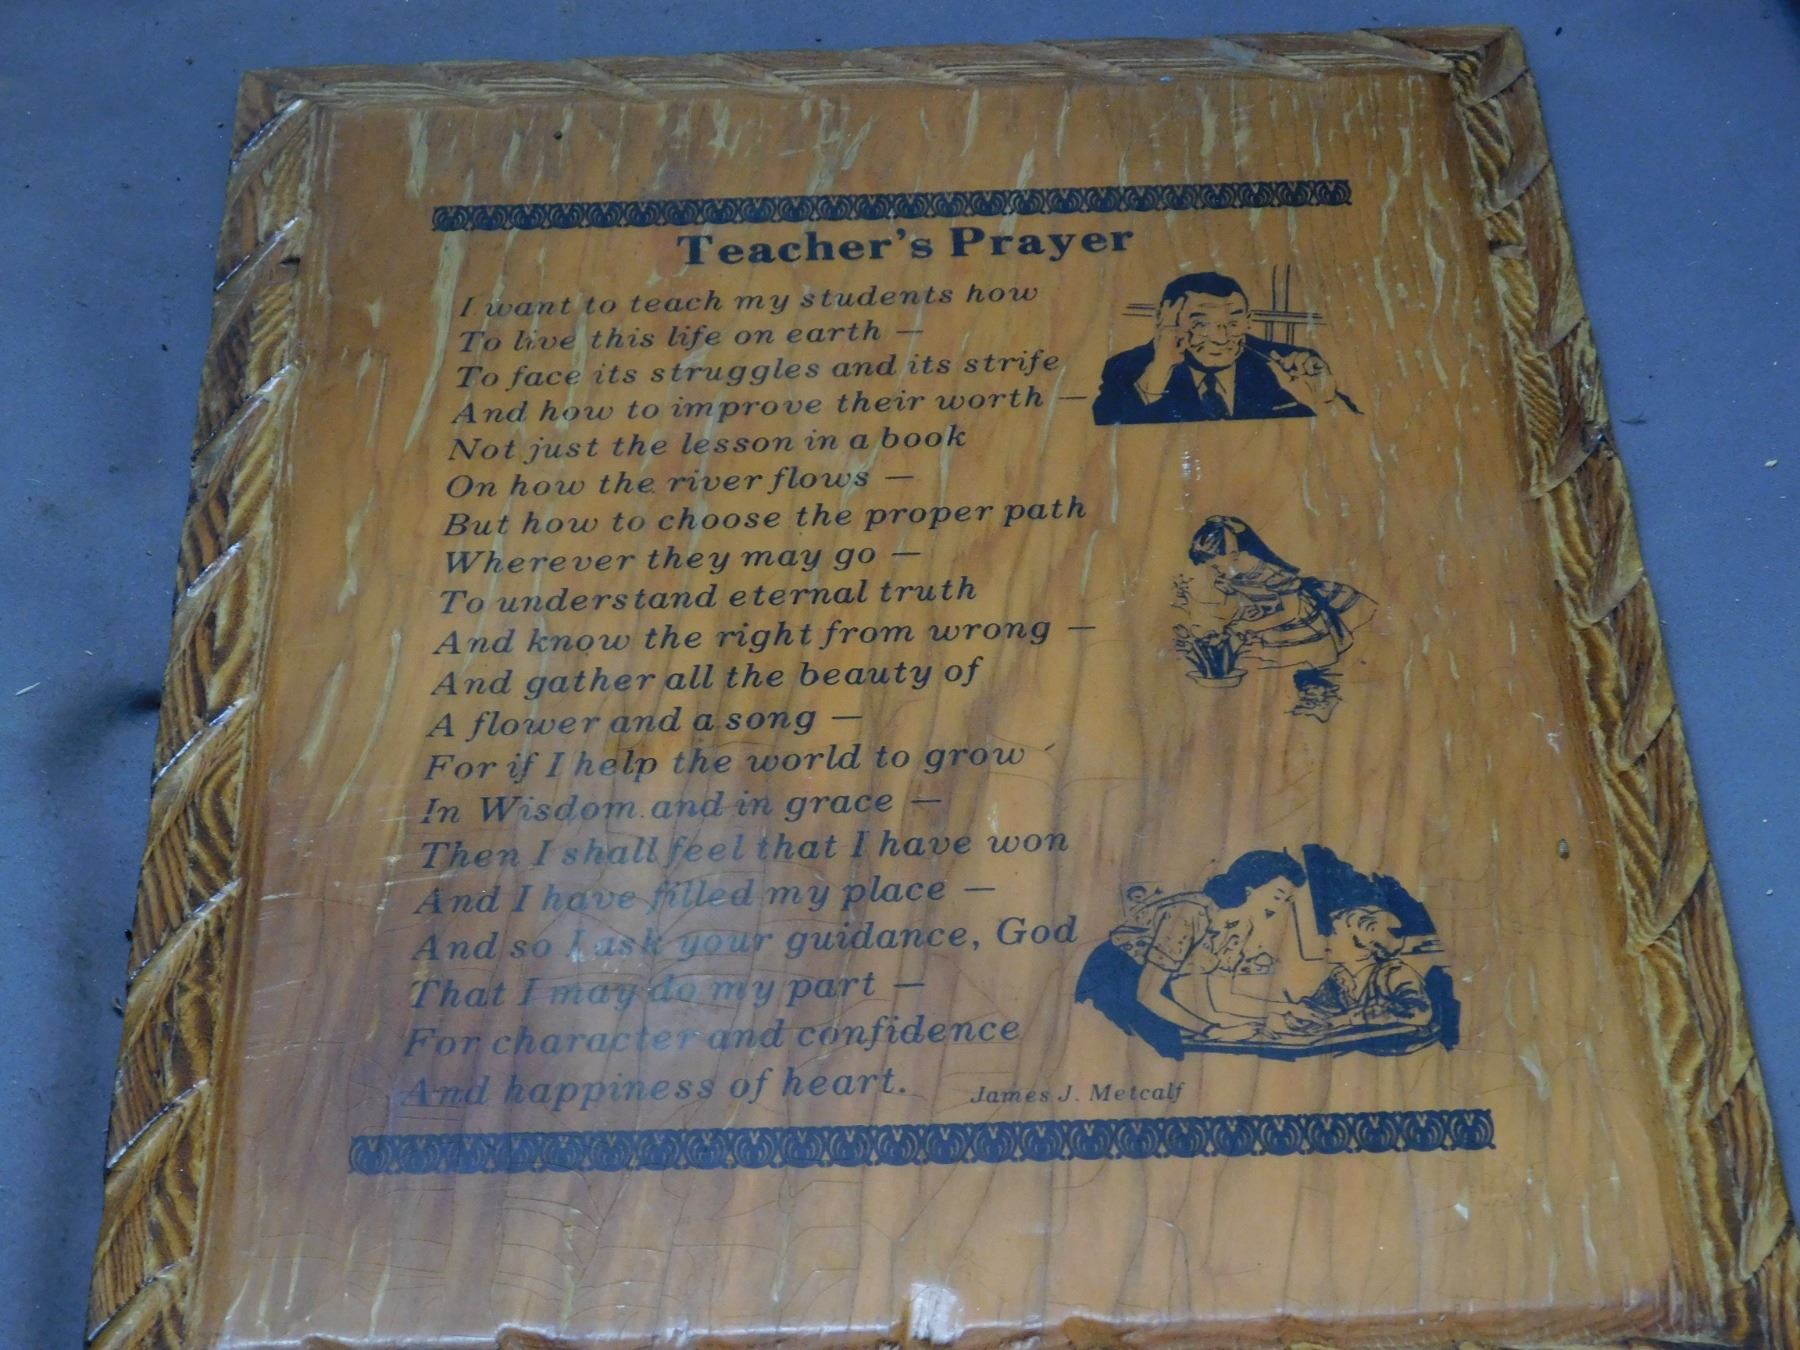 Teacher's Prayer
I want to teach my students how
To live this life on earth —
To face its struggles and its strife
And how to improve their worth —
Not just the lesson in a book
On how the river flows —
But how to choose the proper path
Wherever they may go —
To understand eternal truth
And know the right from wrong —
And gather all the beauty of
A flower and a song —
For if I help the world to grow
In Wisdom and in grace —
Then I shall feel that I have won
And I have filled my place —
And so I ask your guidance, God
That I may do my part —
For character and confidence
And happiness of heart.
James J. Metcalf